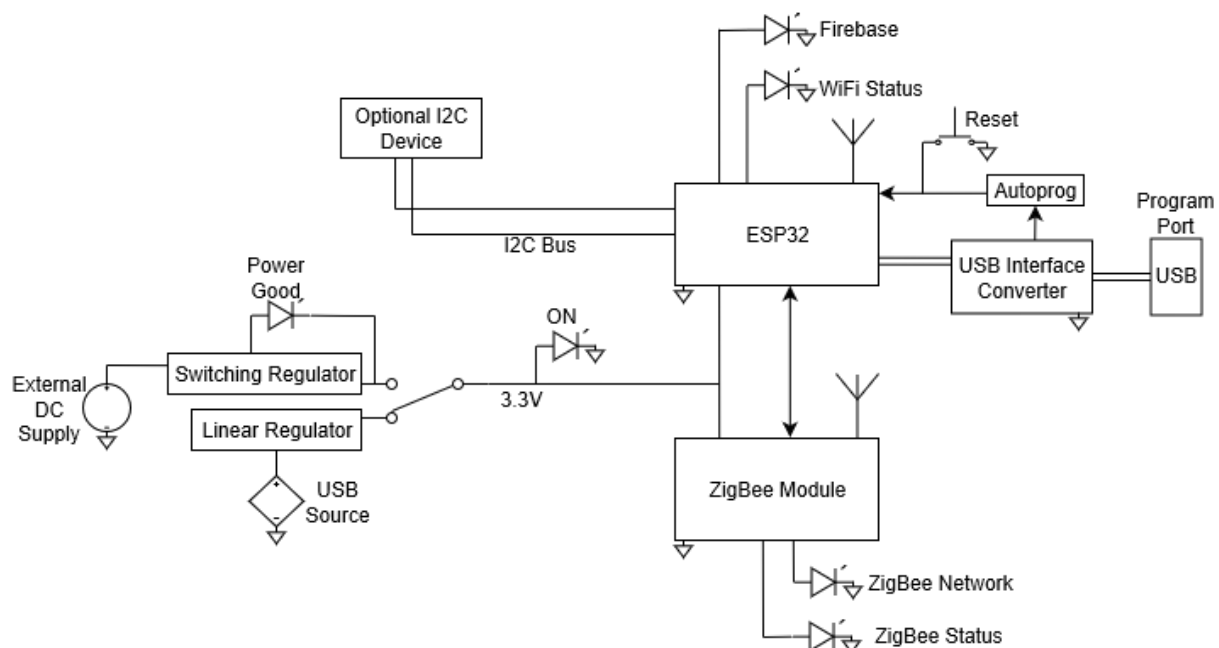 Firebase
WiFi Status
Optional I2C
Device
Reset
Autoprog
Program
Port
ESP32
I2C Bus
USB Interface
Converter
USB
Power
Good
ON
Switching Regulator
External
DC
Supply
3.3V
Linear Regulator
USB
Source
ZigBee Module
ZigBee Network
ZigBee Status